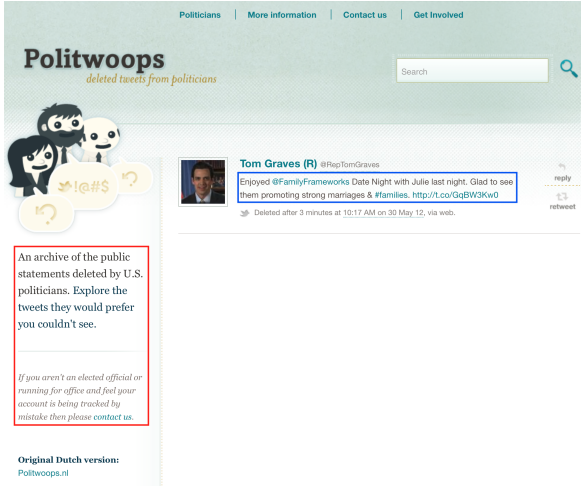 Politicians | More information | Contact us | Get Involved
Politwoops
deleted tweets from politicians
Search
!@#$
Tom Graves (R) @RepTomGraves
Enjoyed @FamilyFrameworks Date Night with Julie last night. Glad to see
them promoting strong marriages & #families. http://t.co/GqBW3Kw0
Deleted after 3 minutes at 10:17 AM on 30 May 12, via web.
reply
retweet
An archive of the public
statements deleted by U.S.
politicians. Explore the
tweets they would prefer
you couldn't see.
If you aren't an elected official or
running for office and feel your
account is being tracked by
mistake then please contact us.
Original Dutch version:
Politwoops.nl